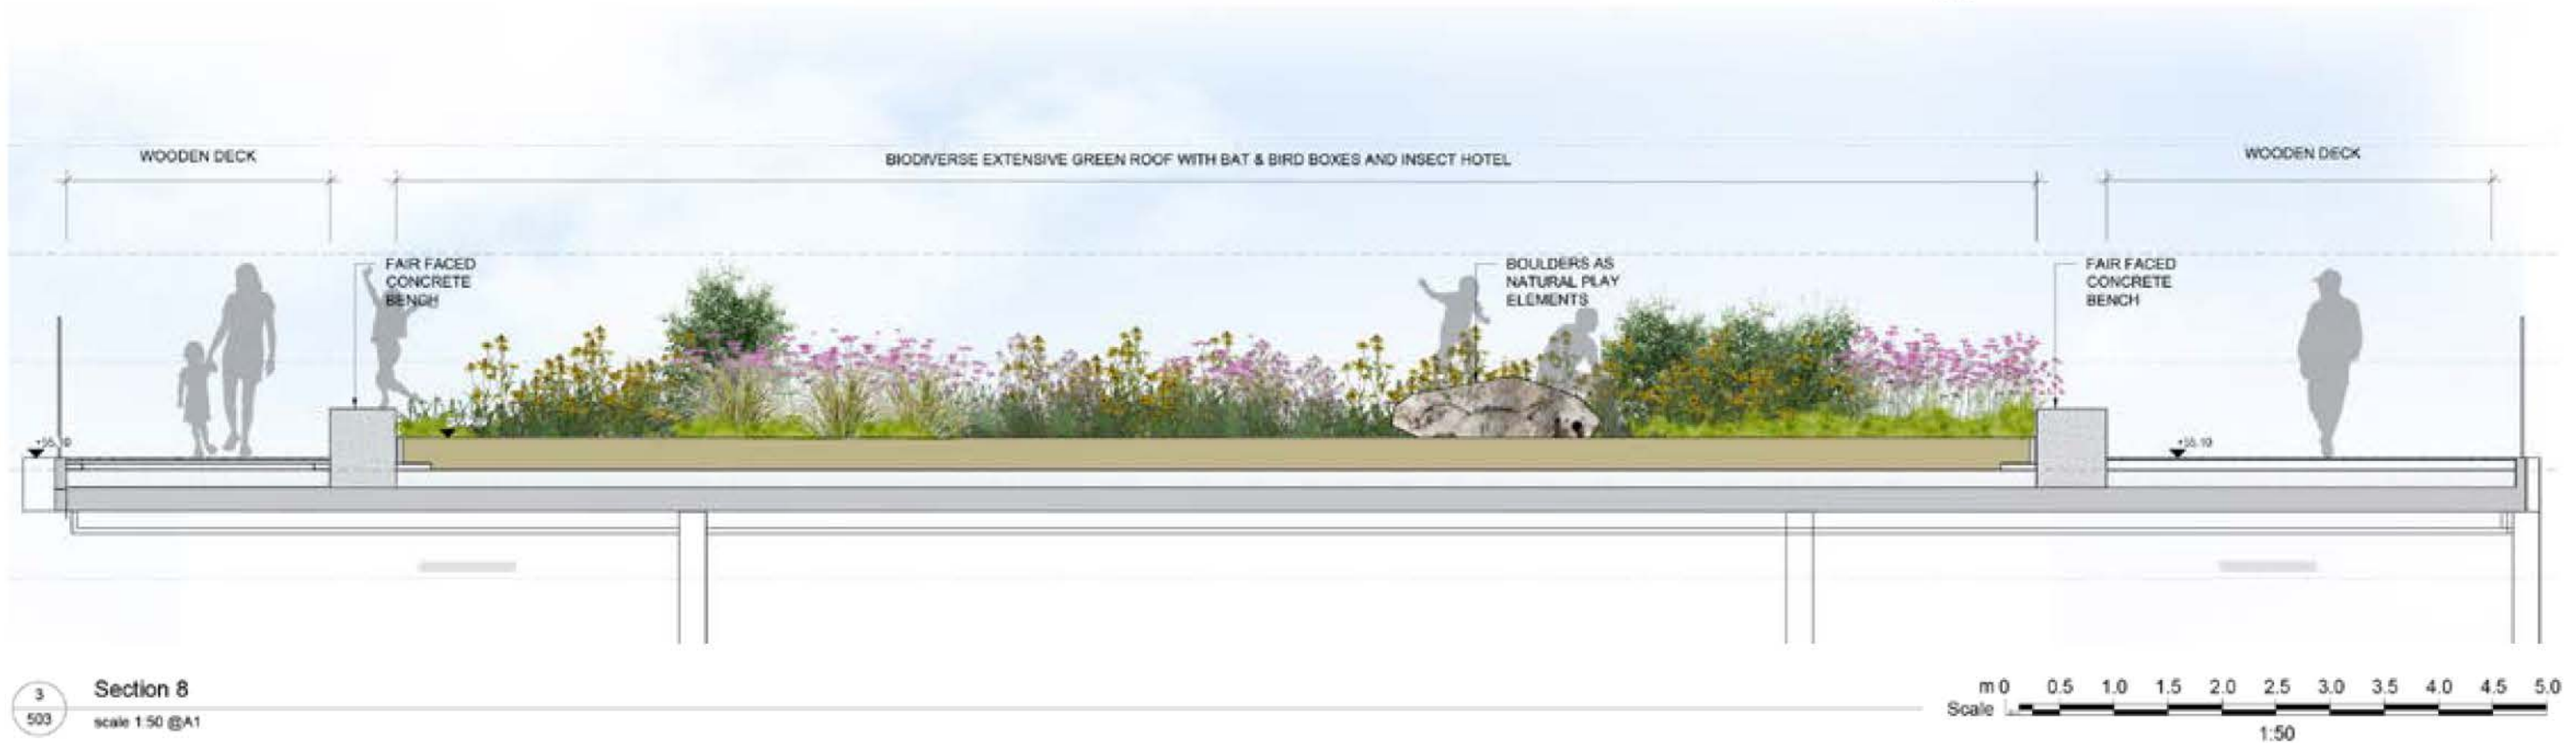 WOODEN DECK
BIODIVERSE EXTENSIVE GREEN ROOF WITH BAT & BIRD BOXES AND INSECT HOTEL
WOODEN DECK
FAIR FACED
CONCRETE
BENCH
BOULDERS AS
NATURAL PLAY
ELEMENTS
FAIR FACED
CONCRETE
BENCH
+55.10
+55.10
3
503
Section 8
scale 1:50 @A1
m 0 0.5 1.0 1.5 2.0 2.5 3.0 3.5 4.0 4.5 5.0
Scale
1:50